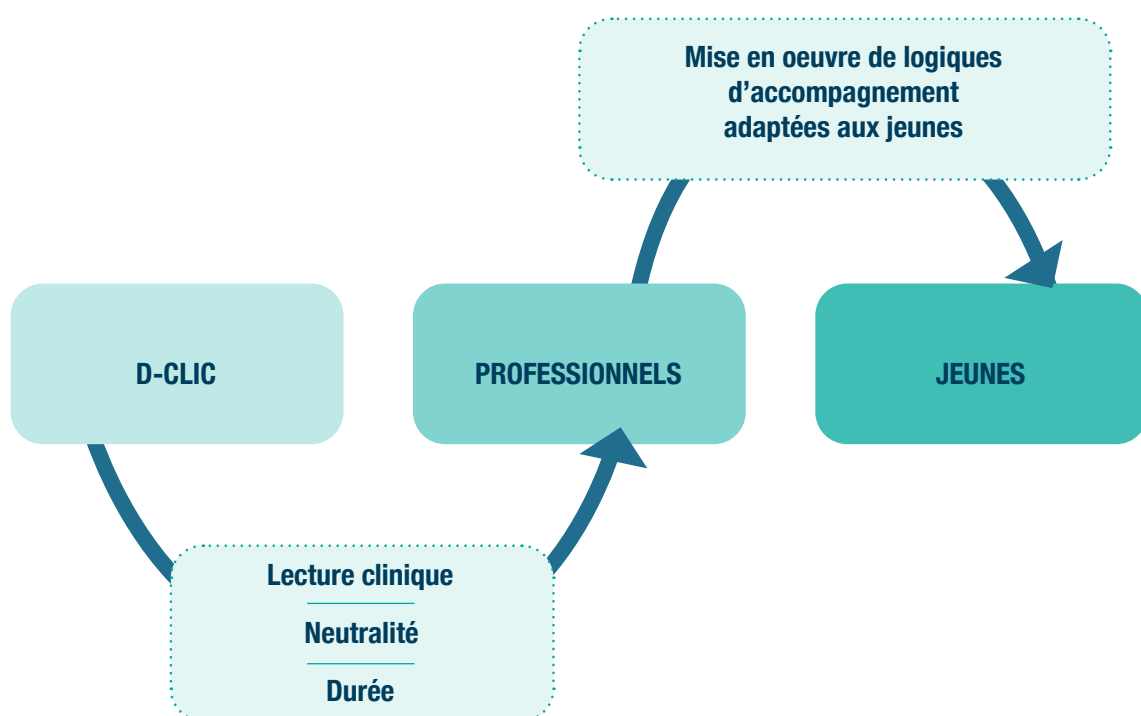 Mise en oeuvre de logiques
d’accompagnement
adaptées aux jeunes
D-CLIC
PROFESSIONNELS
JEUNES
Lecture clinique
Neutralité
Durée